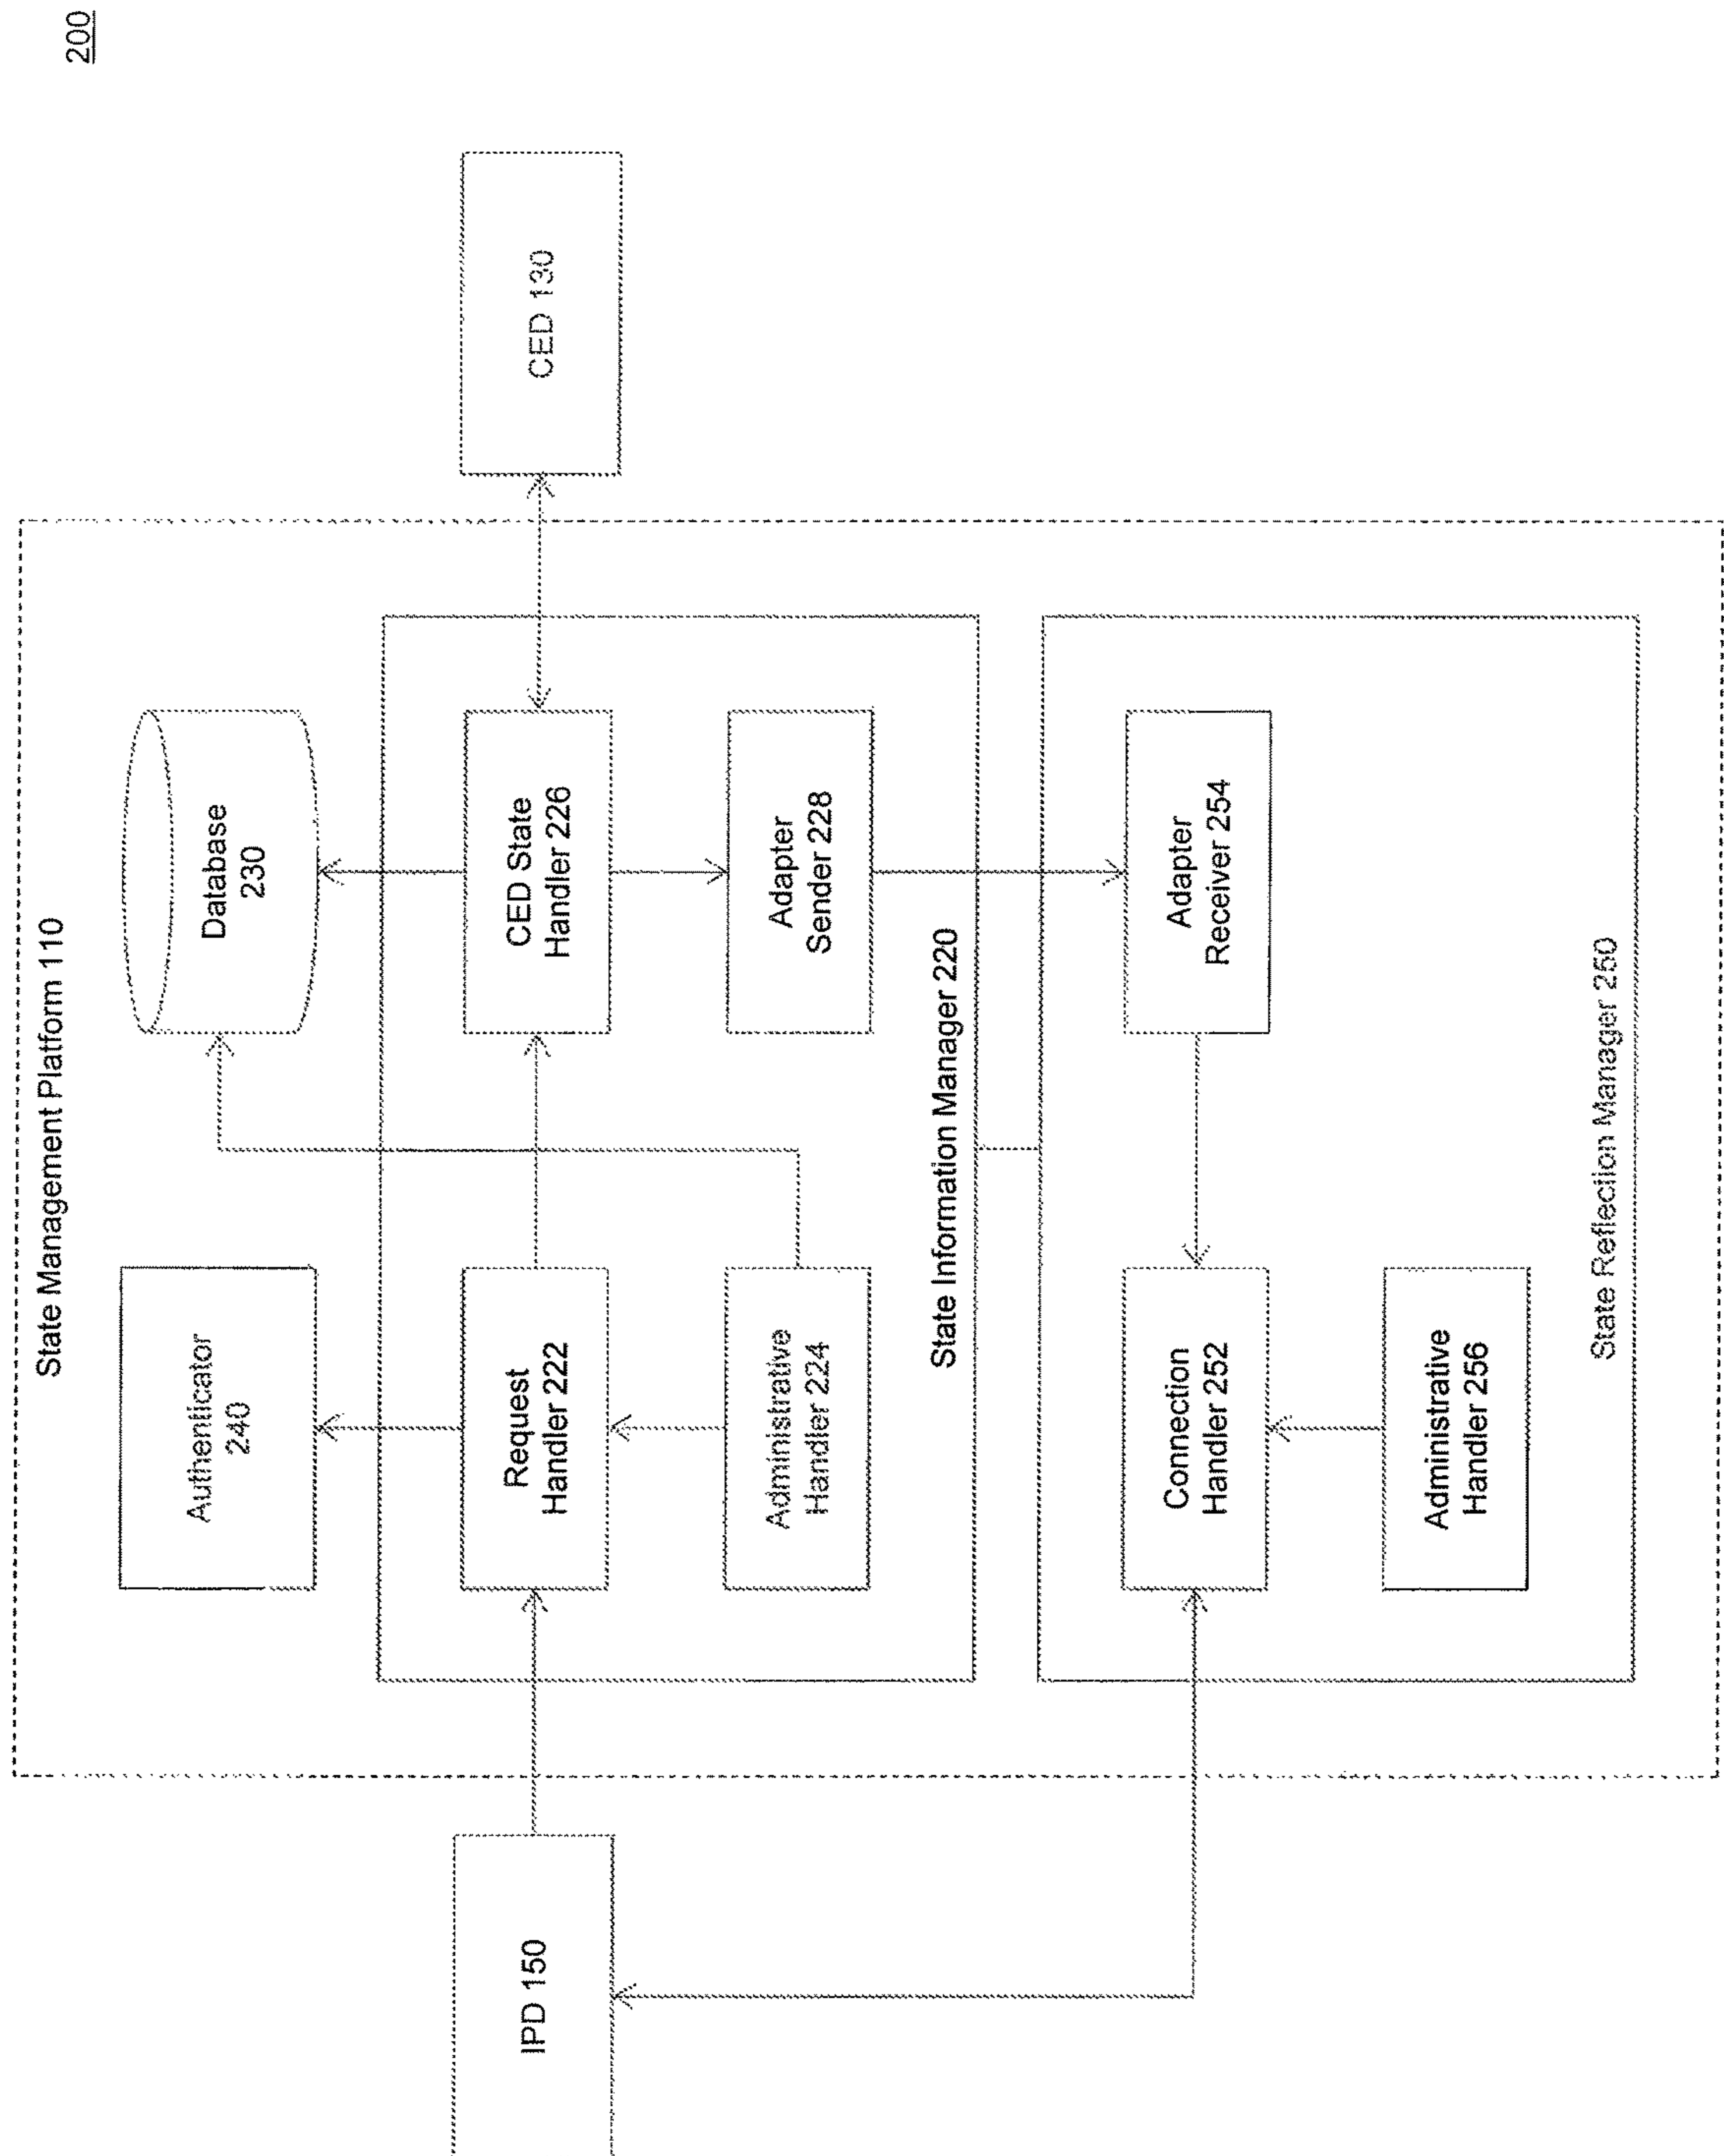 200
State Management Platform 110
Authenticator
240
Database
230
IPD 150
Request
Handler 222
CED State
Handler 226
CED 130
Administrative
Handler 224
Adapter
Sender 228
State Information Manager 220
Connection
Handler 252
Adapter
Receiver 254
Administrative
Handler 256
State Reflection Manager 250